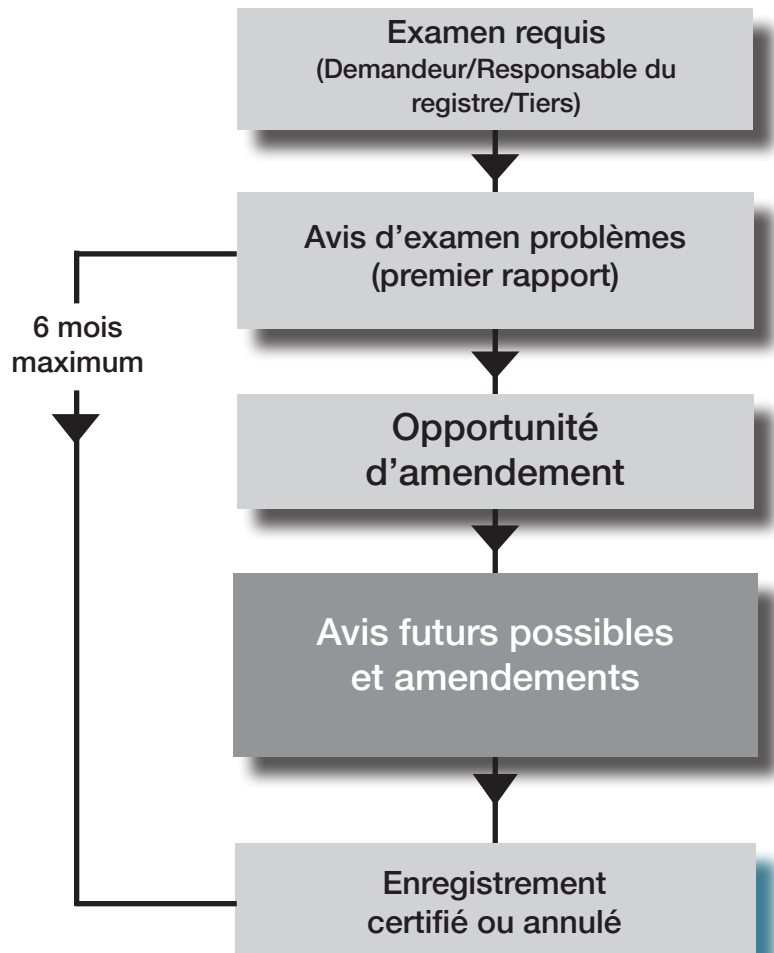 Examen requis
(Demandeur/Responsable du
registre/Tiers)
Avis d'examen problèmes
(premier rapport)
6 mois
maximum
Opportunité
d'amendement
Avis futurs possibles
et amendements
Enregistrement
certifié ou annulé